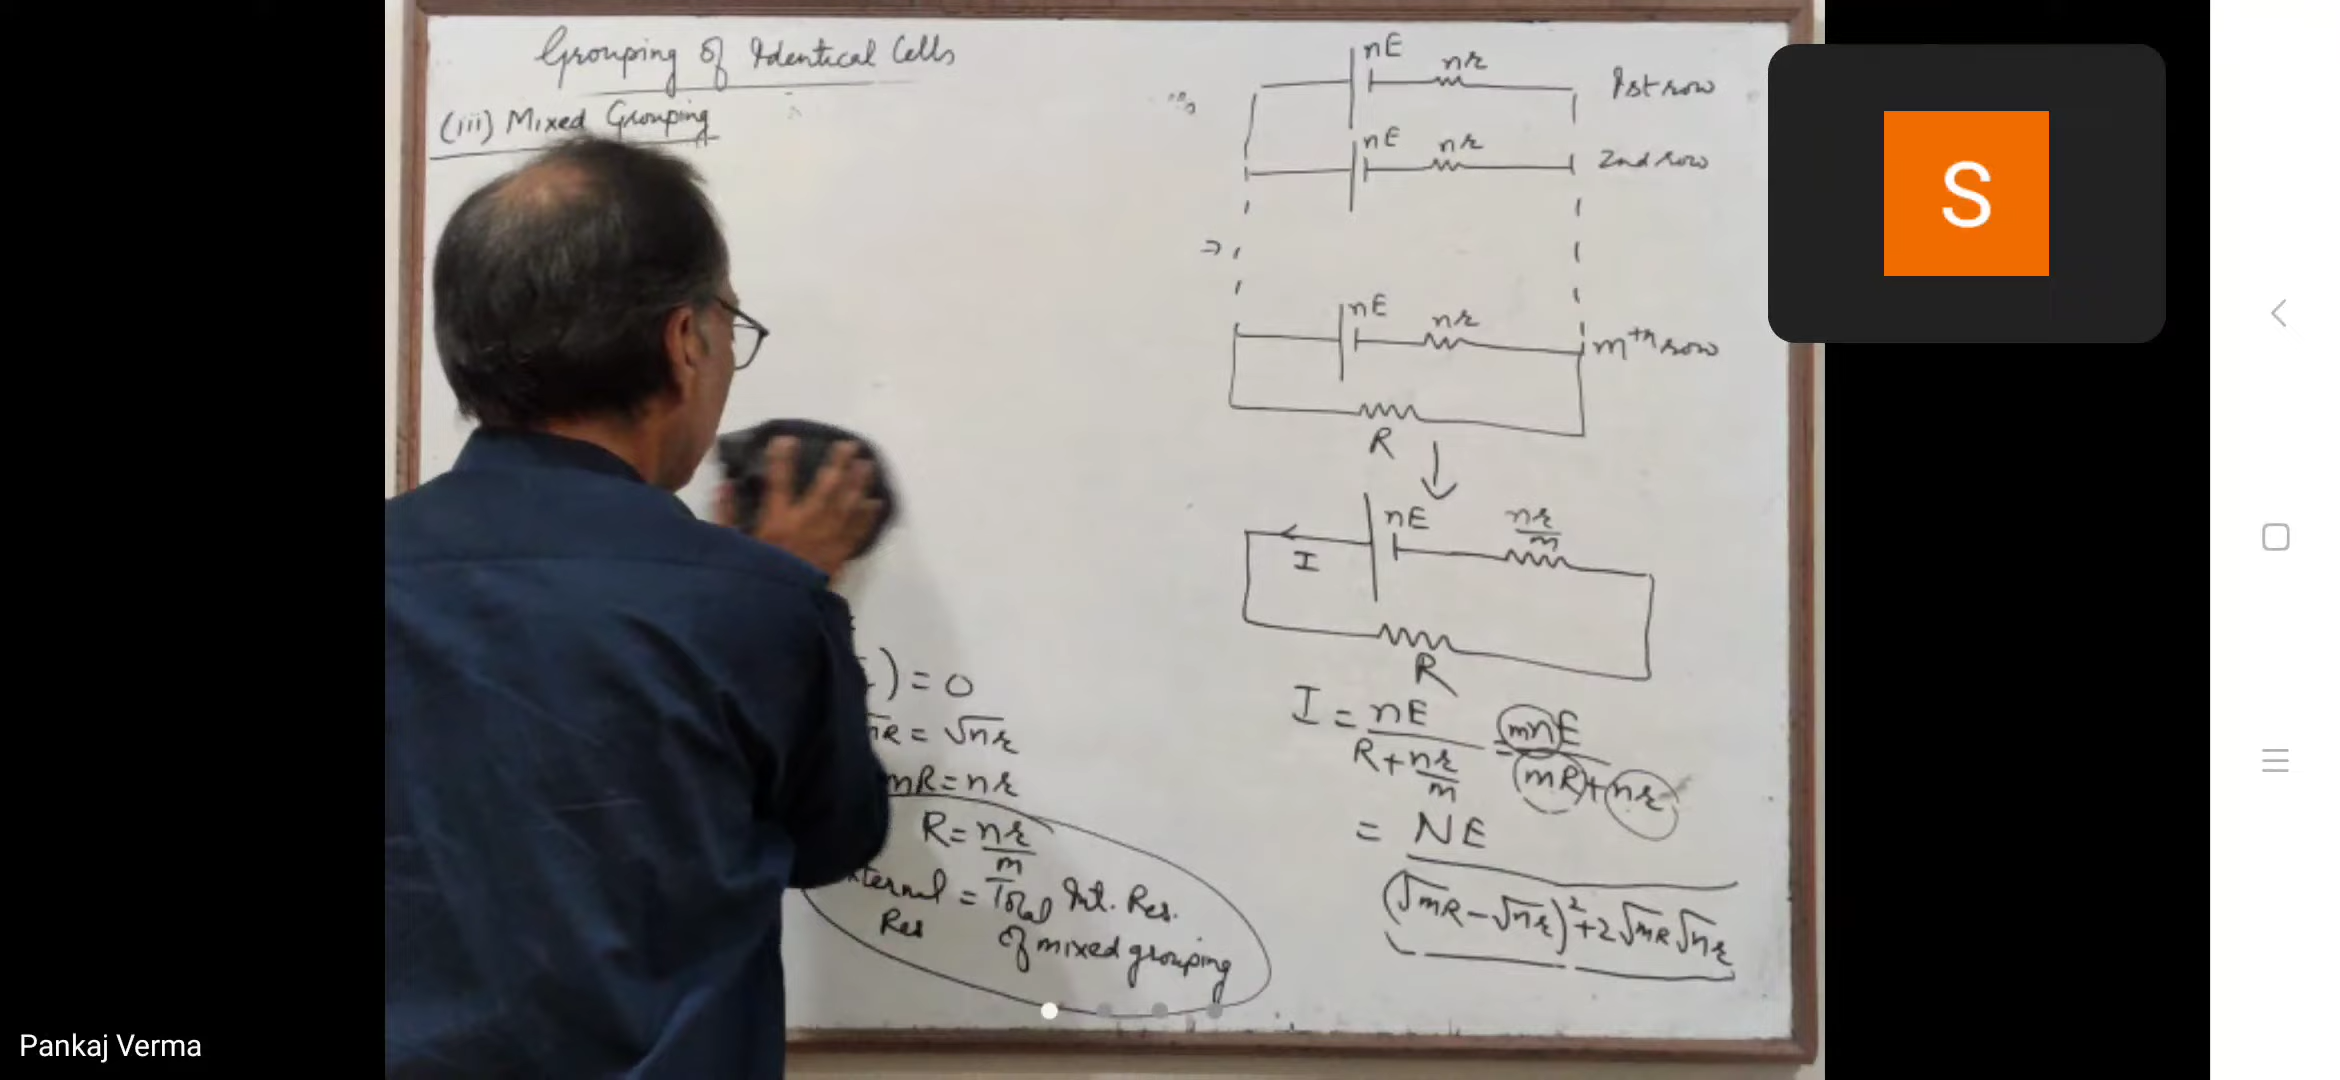 Grouping of Identical Cells
(iii) Mixed Grouping
nE nr 1st row
nE nr 2nd row
nE nr mth row
R
nE nr/m
I
R
I = nE/(R+nr/m) = mnE/(mR+nr)
= NE/((√mR-√nr)²+2√mR√nr)
) = 0
= √nr
mR=nr
R=nr/m
= Total Int. Res.
Res of mixed grouping
S
Pankaj Verma